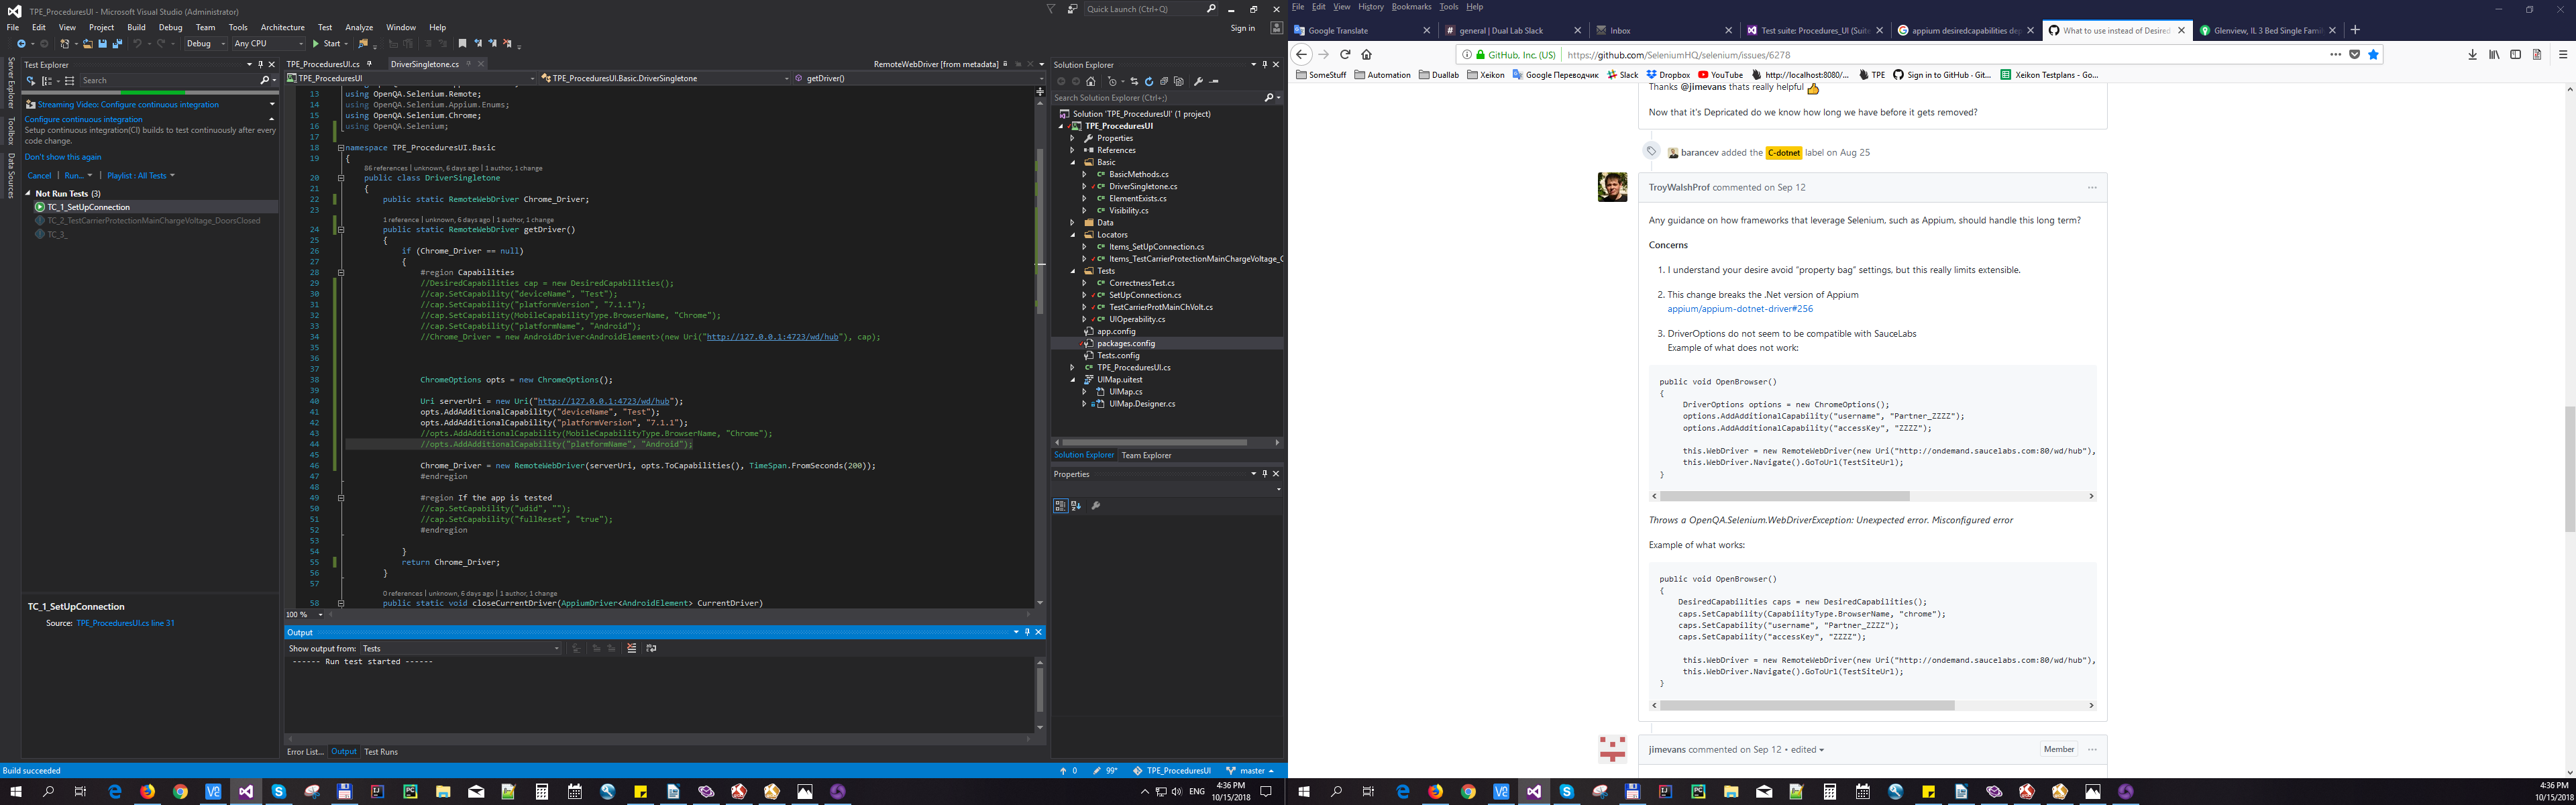 TPE_ProceduresUI - Microsoft Visual Studio (Administrator)
Quick Launch (Ctrl+Q)
File Edit View Project Build Debug Team Tools Architecture Test Analyze Window Help
Sign in
Debug Any CPU Start
Server Explorer
Toolbox
Data Sources
Test Explorer
Search
Streaming Video: Configure continuous integration
Configure continuous integration
Setup continuous integration(CI) builds to test continuously after every
code change.
Don't show this again
Cancel | Run... | Playlist : All Tests
Not Run Tests (3)
TC_1_SetUpConnection
TC_2_TestCarrierProtectionMainChargeVoltage_DoorsClosed
TC_3_
TC_1_SetUpConnection
Source: TPE_ProceduresUI.cs line 31
TPE_ProceduresUI.cs DriverSingletone.cs RemoteWebDriver [from metadata]
TPE_ProceduresUI TPE_ProceduresUI.Basic.DriverSingletone getDriver()
13 using OpenQA.Selenium.Remote;
14 using OpenQA.Selenium.Appium.Enums;
15 using OpenQA.Selenium.Chrome;
16 using OpenQA.Selenium;
17
18 namespace TPE_ProceduresUI.Basic
19 {
86 references | unknown, 6 days ago | 1 author, 1 change
20 public class DriverSingletone
21 {
22 public static RemoteWebDriver Chrome_Driver;
23
1 reference | unknown, 6 days ago | 1 author, 1 change
24 public static RemoteWebDriver getDriver()
25 {
26 if (Chrome_Driver == null)
27 {
28 #region Capabilities
29 //DesiredCapabilities cap = new DesiredCapabilities();
30 //cap.SetCapability("deviceName", "Test");
31 //cap.SetCapability("platformVersion", "7.1.1");
32 //cap.SetCapability(MobileCapabilityType.BrowserName, "Chrome");
33 //cap.SetCapability("platformName", "Android");
34 //Chrome_Driver = new AndroidDriver<AndroidElement>(new Uri("http://127.0.0.1:4723/wd/hub"), cap);
35
36
37
38 ChromeOptions opts = new ChromeOptions();
39
40 Uri serverUri = new Uri("http://127.0.0.1:4723/wd/hub");
41 opts.AddAdditionalCapability("deviceName", "Test");
42 opts.AddAdditionalCapability("platformVersion", "7.1.1");
43 //opts.AddAdditionalCapability(MobileCapabilityType.BrowserName, "Chrome");
44 //opts.AddAdditionalCapability("platformName", "Android");
45
46 Chrome_Driver = new RemoteWebDriver(serverUri, opts.ToCapabilities(), TimeSpan.FromSeconds(200));
47 #endregion
48
49 #region If the app is tested
50 //cap.SetCapability("udid", "");
51 //cap.SetCapability("fullReset", "true");
52 #endregion
53
54 }
55 return Chrome_Driver;
56 }
57
0 references | unknown, 6 days ago | 1 author, 1 change
58 public static void closeCurrentDriver(AppiumDriver<AndroidElement> CurrentDriver)
100 %
Output
Show output from: Tests
------ Run test started ------
Error List... Output Test Runs
Solution Explorer
Search Solution Explorer (Ctrl+;)
Solution 'TPE_ProceduresUI' (1 project)
TPE_ProceduresUI
Properties
References
Basic
BasicMethods.cs
DriverSingletone.cs
ElementExists.cs
Visibility.cs
Data
Locators
Items_SetUpConnection.cs
Items_TestCarrierProtectionMainChargeVoltage_
Tests
CorrectnessTest.cs
SetUpConnection.cs
TestCarrierProtMainChVolt.cs
UIOperability.cs
app.config
packages.config
Tests.config
TPE_ProceduresUI.cs
UIMap.uitest
UIMap.cs
UIMap.Designer.cs
Solution Explorer Team Explorer
Properties
Build succeeded
0 99* TPE_ProceduresUI master
ENG
4:36 PM
10/15/2018
File Edit View History Bookmarks Tools Help
Google Translate
general | Dual Lab Slack
Inbox
Test suite: Procedures_UI (Suite
appium desiredcapabilities dep
What to use instead of Desired
Glenview, IL 3 Bed Single Fami
GitHub, Inc. (US) https://github.com/SeleniumHQ/selenium/issues/6278
SomeStuff Automation Duallab Xeikon Google Переводчик Slack Dropbox YouTube http://localhost:8080/... TPE Sign in to GitHub · Git... Xeikon Testplans - Go...
Thanks @jimevans thats really helpful
Now that it's Depricated do we know how long we have before it gets removed?
barancev added the C-dotnet label on Aug 25
TroyWalshProf commented on Sep 12
Any guidance on how frameworks that leverage Selenium, such as Appium, should handle this long term?
Concerns
1. I understand your desire avoid "property bag" settings, but this really limits extensible.
2. This change breaks the .Net version of Appium
appium/appium-dotnet-driver#256
3. DriverOptions do not seem to be compatible with SauceLabs
Example of what does not work:
public void OpenBrowser()
{
DriverOptions options = new ChromeOptions();
options.AddAdditionalCapability("username", "Partner_ZZZZ");
options.AddAdditionalCapability("accessKey", "ZZZZ");
this.WebDriver = new RemoteWebDriver(new Uri("http://ondemand.saucelabs.com:80/wd/hub"),
this.WebDriver.Navigate().GoToUrl(TestSiteUrl);
}
Throws a OpenQA.Selenium.WebDriverException: Unexpected error. Misconfigured error
Example of what works:
public void OpenBrowser()
{
DesiredCapabilities caps = new DesiredCapabilities();
caps.SetCapability(CapabilityType.BrowserName, "chrome");
caps.SetCapability("username", "Partner_ZZZZ");
caps.SetCapability("accessKey", "ZZZZ");
this.WebDriver = new RemoteWebDriver(new Uri("http://ondemand.saucelabs.com:80/wd/hub"),
this.WebDriver.Navigate().GoToUrl(TestSiteUrl);
}
jimevans commented on Sep 12 • edited
Member
4:36 PM
10/15/2018